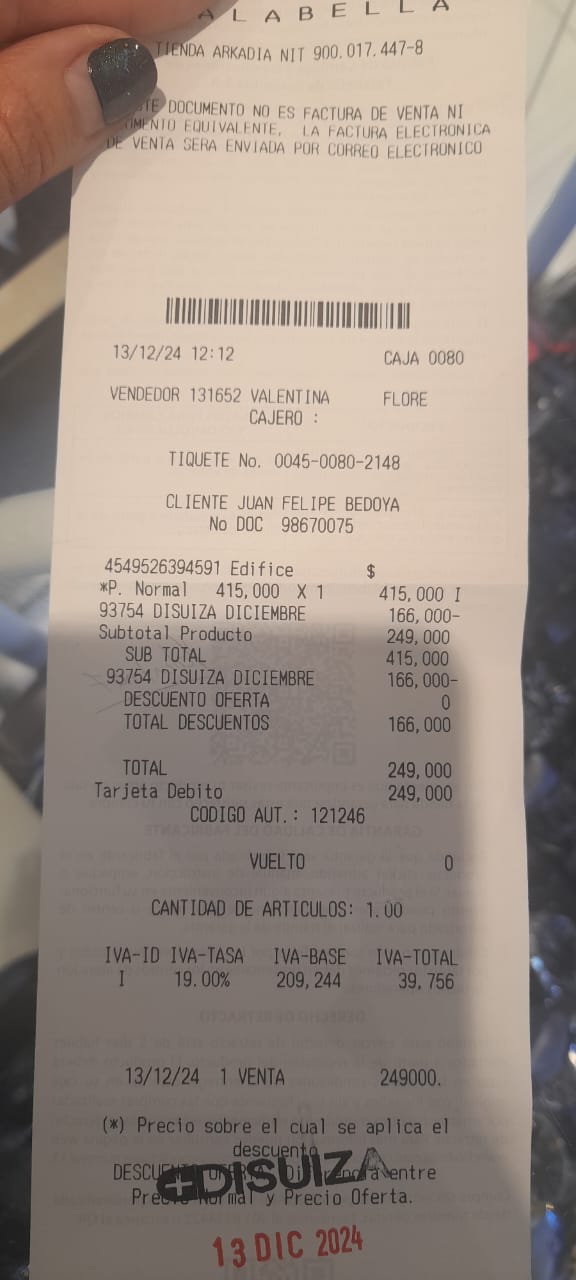 ALABELLA
TIENDA ARKADIA NIT 900.017.447-8
DOCUMENTO NO ES FACTURA DE VENTA NI
EQUIVALENTE, LA FACTURA ELECTRONICA
DE VENTA SERA ENVIADA POR CORREO ELECTRONICO
13/12/24 12:12 CAJA 0080
VENDEDOR 131652 VALENTINA FLORE
CAJERO :
TIQUETE No. 0045-0080-2148
CLIENTE JUAN FELIPE BEDOYA
No DOC 98670075
4549526394591 Edifice $
*P. Normal 415,000 X 1 415,000 I
93754 DISUIZA DICIEMBRE 166,000-
Subtotal Producto 249,000
SUB TOTAL 415,000
93754 DISUIZA DICIEMBRE 166,000-
DESCUENTO OFERTA 0
TOTAL DESCUENTOS 166,000
TOTAL 249,000
Tarjeta Debito 249,000
CODIGO AUT.: 121246
VUELTO 0
CANTIDAD DE ARTICULOS: 1.00
IVA-ID IVA-TASA IVA-BASE IVA-TOTAL
I 19.00% 209,244 39,756
13/12/24 1 VENTA 249000.
(*) Precio sobre el cual se aplica el
descuento
DESCUENTO OFERTA: Diferencia entre
Precio Normal y Precio Oferta.
DISUIZA
13 DIC 2024